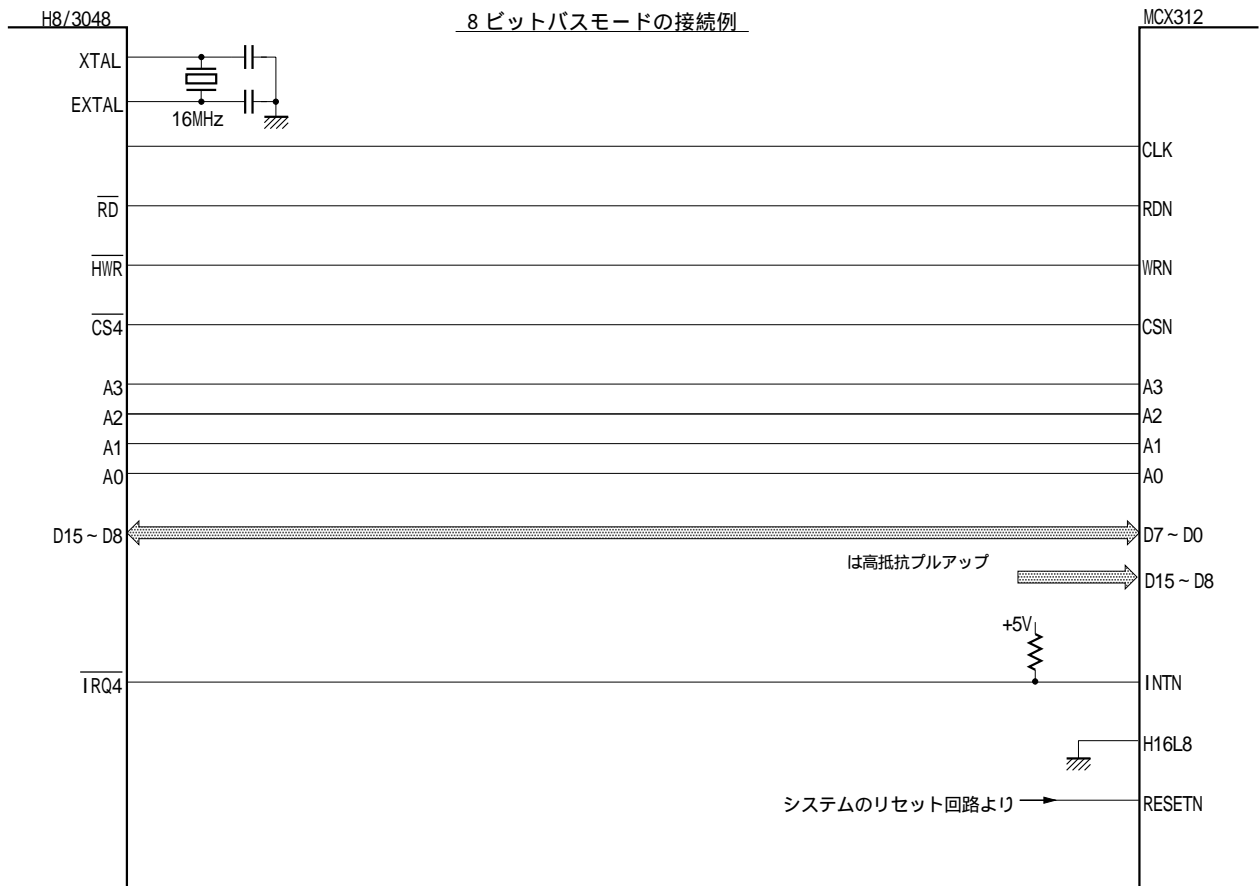 H8/3048
8 ビットバスモードの接続例
MCX312
XTAL
EXTAL
16MHz
CLK
RD
RDN
HWR
WRN
CS4
CSN
A3
A3
A2
A2
A1
A1
A0
A0
D15 ~ D8
D7 ~ D0
は高抵抗プルアップ
D15 ~ D8
+5V
IRQ4
INTN
H16L8
システムのリセット回路より
RESETN